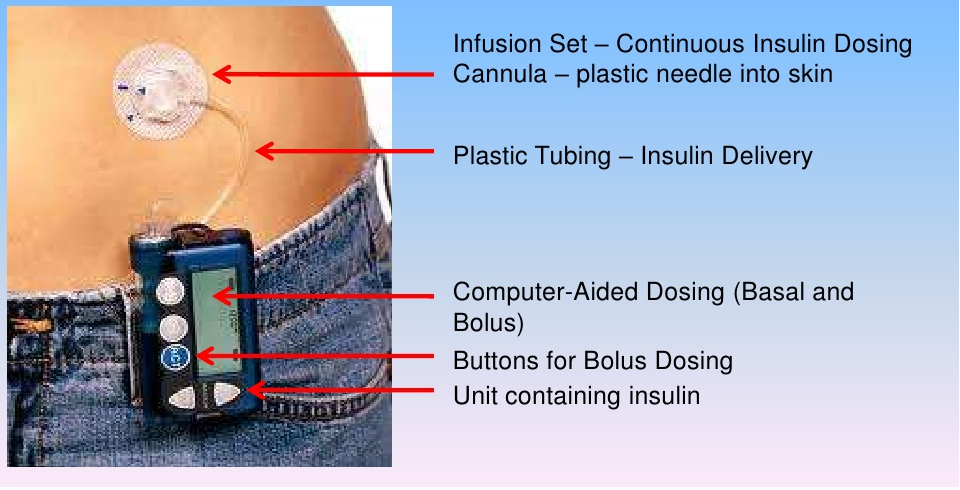 Infusion Set – Continuous Insulin Dosing
Cannula – plastic needle into skin
Plastic Tubing – Insulin Delivery
Computer-Aided Dosing (Basal and
Bolus)
Buttons for Bolus Dosing
Unit containing insulin